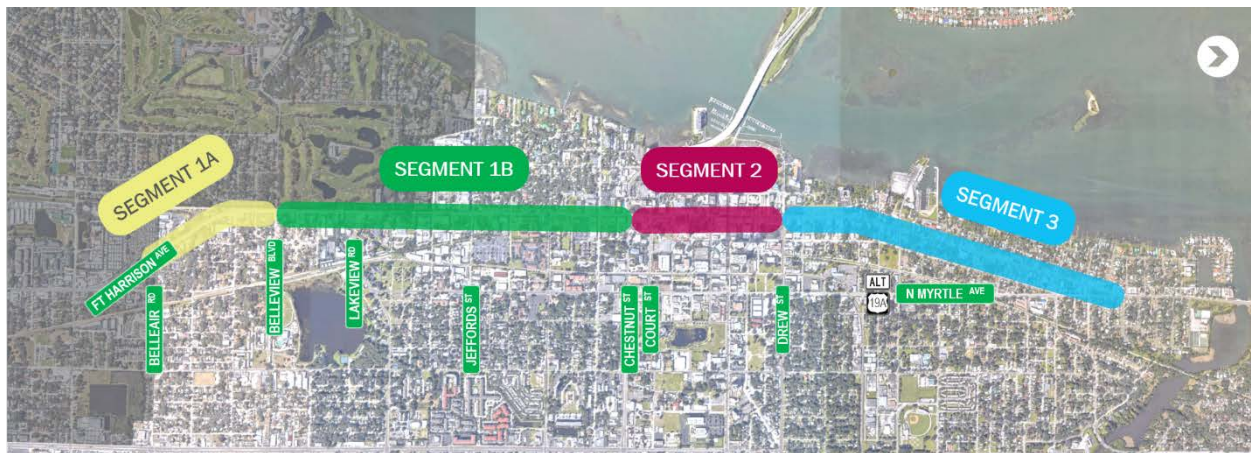 SEGMENT 1A
SEGMENT 1B
SEGMENT 2
SEGMENT 3
FT HARRISON AVE
BELLEAIR
RD
BELLEVIEW BLVD
LAKEVIEW RD
JEFFORDS ST
CHESTNUT ST
COURT ST
DREW ST
ALT
19A
N MYRTLE AVE